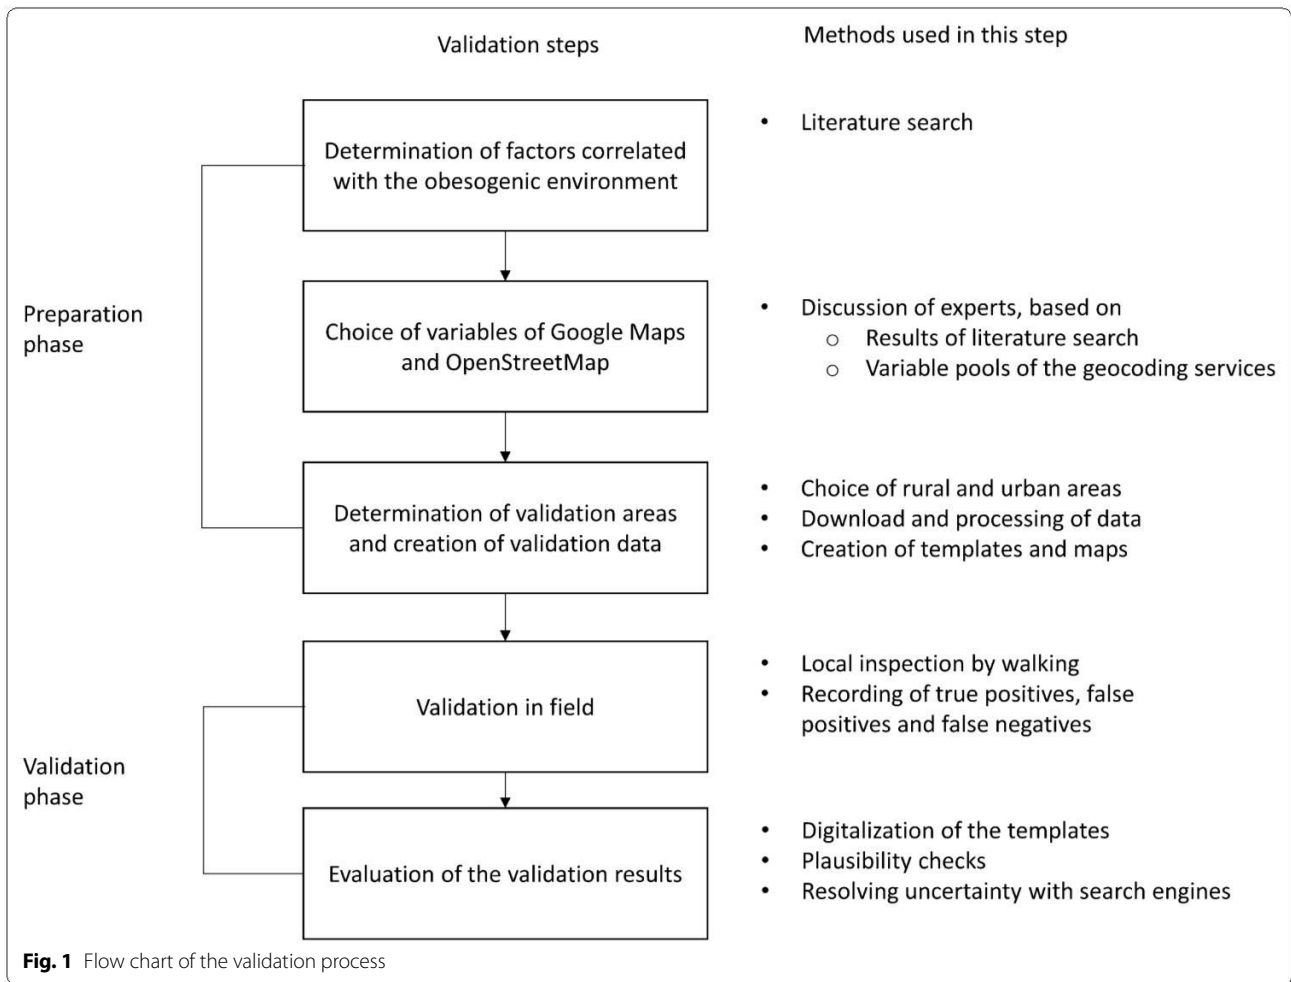 Validation steps
Methods used in this step
Determination of factors correlated
with the obesogenic environment
• Literature search
Preparation
phase
Choice of variables of Google Maps
and OpenStreetMap
• Discussion of experts, based on
o Results of literature search
o Variable pools of the geocoding services
Determination of validation areas
and creation of validation data
• Choice of rural and urban areas
• Download and processing of data
• Creation of templates and maps
Validation
phase
Validation in field
• Local inspection by walking
• Recording of true positives, false
positives and false negatives
Evaluation of the validation results
• Digitalization of the templates
• Plausibility checks
• Resolving uncertainty with search engines
Fig. 1 Flow chart of the validation process